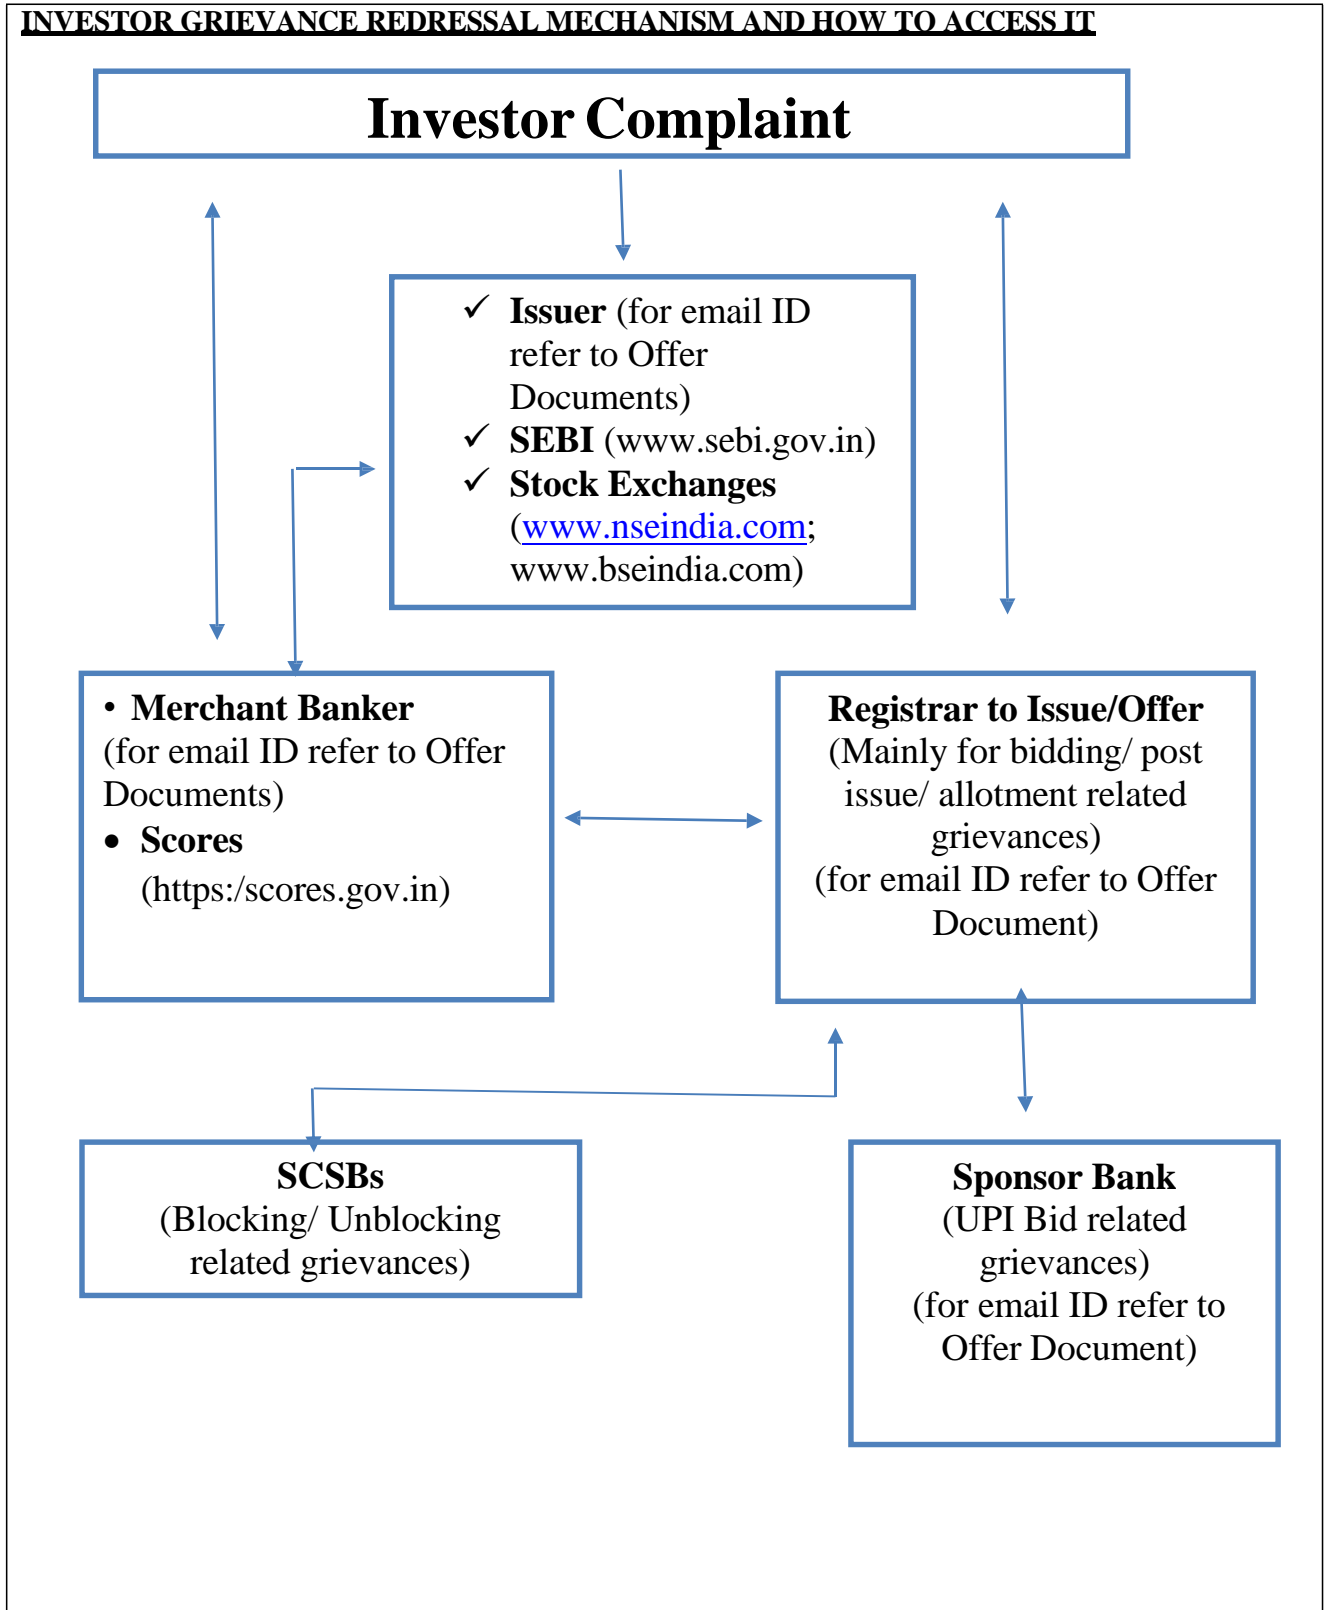 INVESTOR GRIEVANCE REDRESSAL MECHANISM AND HOW TO ACCESS IT
Investor Complaint
✓ Issuer (for email ID
refer to Offer
Documents)
✓ SEBI (www.sebi.gov.in)
✓ Stock Exchanges
(www.nseindia.com;
www.bseindia.com)
• Merchant Banker
(for email ID refer to Offer
Documents)
• Scores
(https:/scores.gov.in)
Registrar to Issue/Offer
(Mainly for bidding/ post
issue/ allotment related
grievances)
(for email ID refer to Offer
Document)
SCSBs
(Blocking/ Unblocking
related grievances)
Sponsor Bank
(UPI Bid related
grievances)
(for email ID refer to
Offer Document)